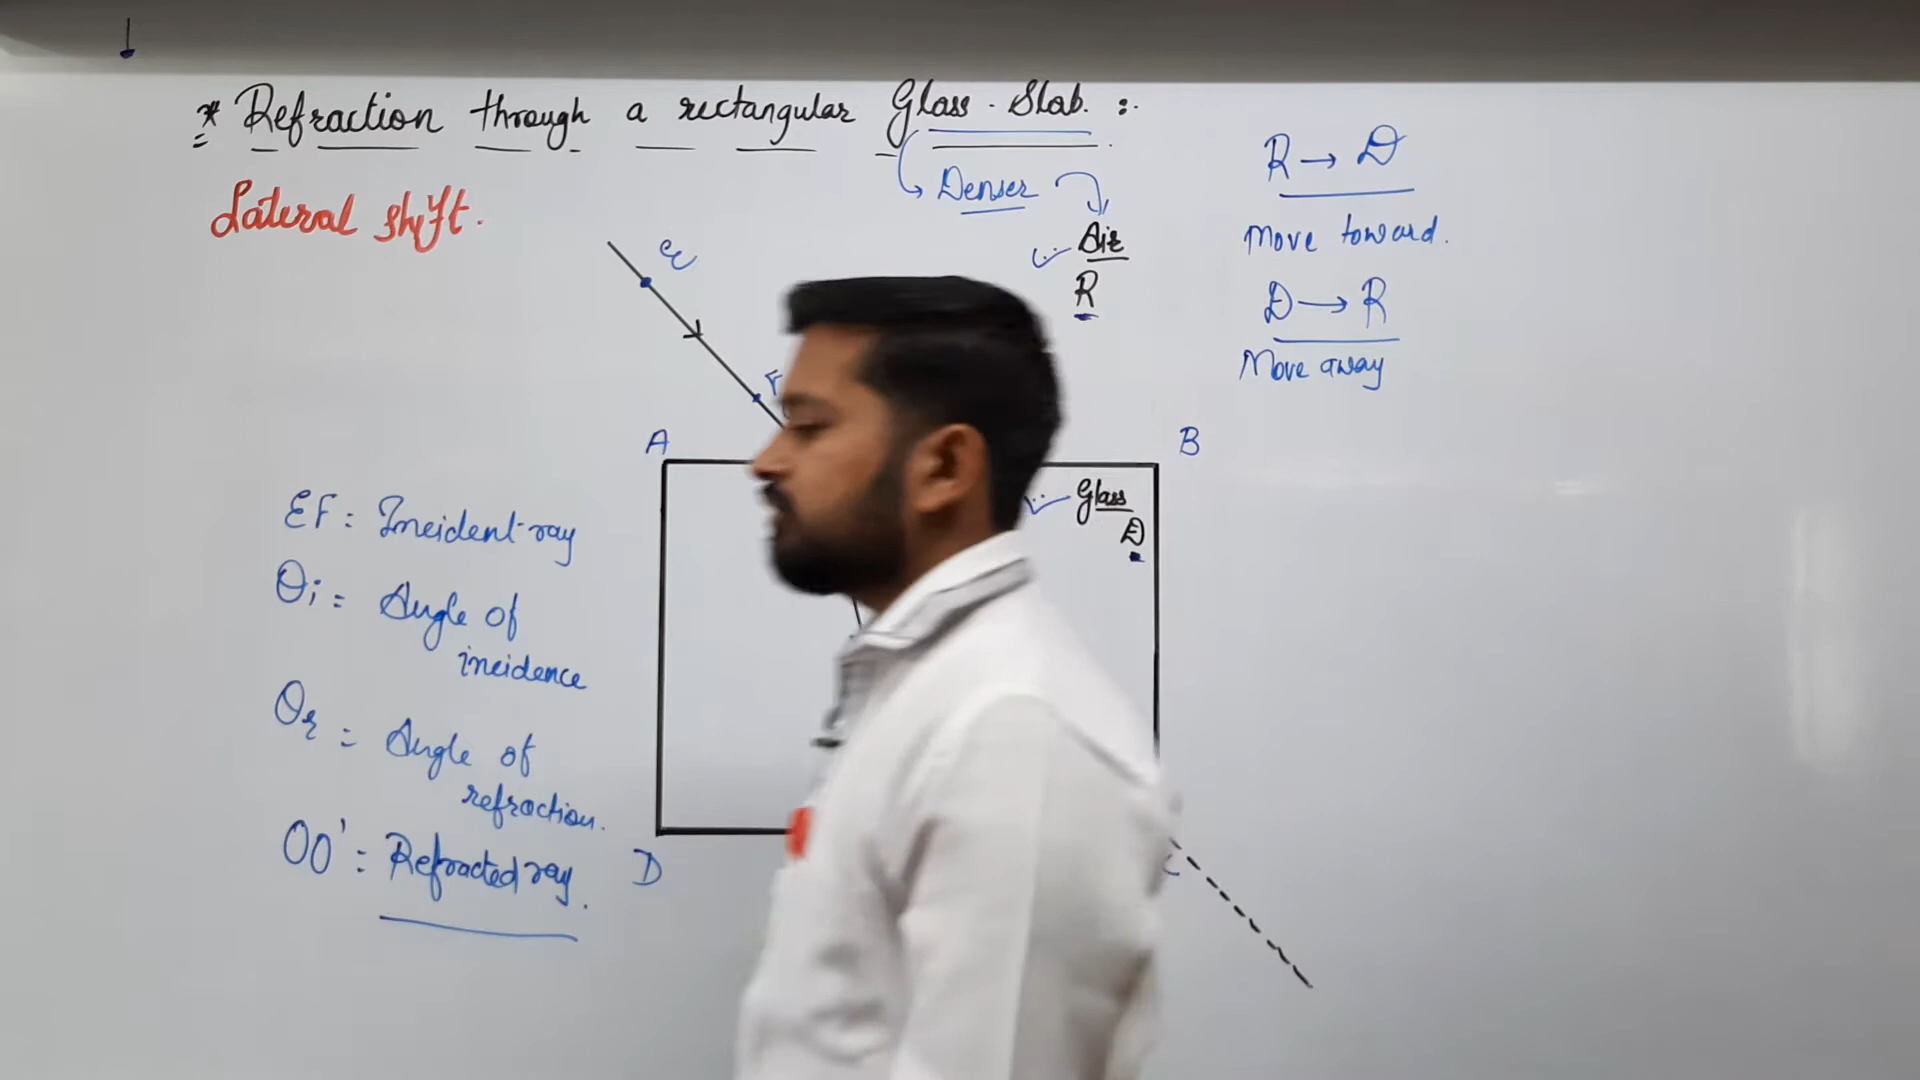 * Refraction through a rectangular Glass-Slab. :-
Lateral shift.
Denser
Air
R
R → D
Move toward.
D → R
Move away
E
F
A
B
Glass
D
EF = Incident ray
θi = Angle of
incidence
θr = Angle of
refraction.
OO' = Refracted ray.
D